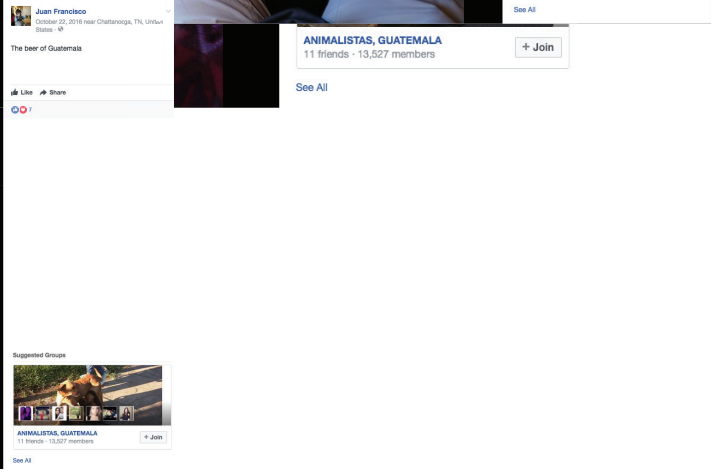 Juan Francisco
October 22, 2016 near Chattanooga, TN, United
States ·
The beer of Guatemala
Like Share
7
Suggested Groups
ANIMALISTAS, GUATEMALA
11 friends · 13,527 members
+ Join
See All
See All
ANIMALISTAS, GUATEMALA
11 friends · 13,527 members
+ Join
See All